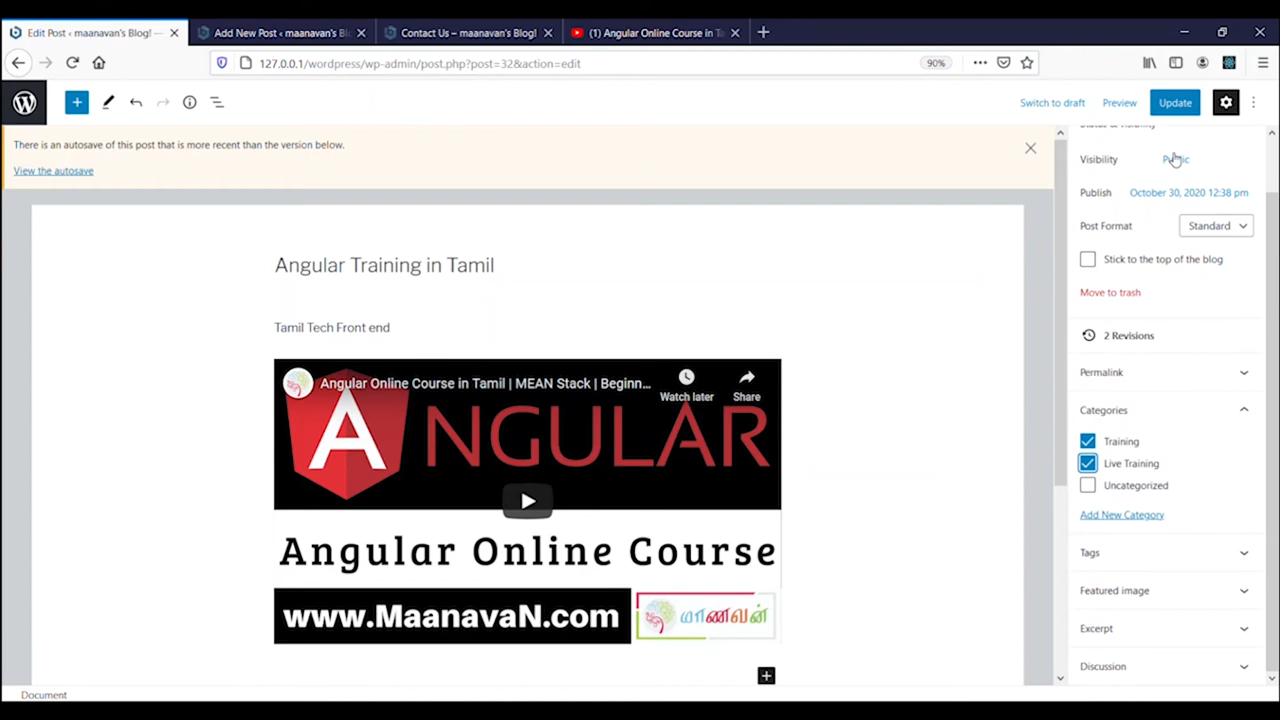 Edit Post ‹ maanavan's Blog! —
Add New Post ‹ maanavan's Bl
Contact Us – maanavan's Blog!
(1) Angular Online Course in Ta
127.0.0.1/wordpress/wp-admin/post.php?post=32&action=edit
90%
Switch to draft
Preview
Update
There is an autosave of this post that is more recent than the version below.
View the autosave
Status & visibility
Visibility
Public
Publish
October 30, 2020 12:38 pm
Post Format
Standard
Stick to the top of the blog
Move to trash
2 Revisions
Permalink
Categories
Training
Live Training
Uncategorized
Add New Category
Tags
Featured image
Excerpt
Discussion
Angular Training in Tamil
Tamil Tech Front end
Angular Online Course in Tamil | MEAN Stack | Beginn...
Watch later
Share
ANGULAR
Angular Online Course
www.MaanavaN.com
மாணவன்
Document